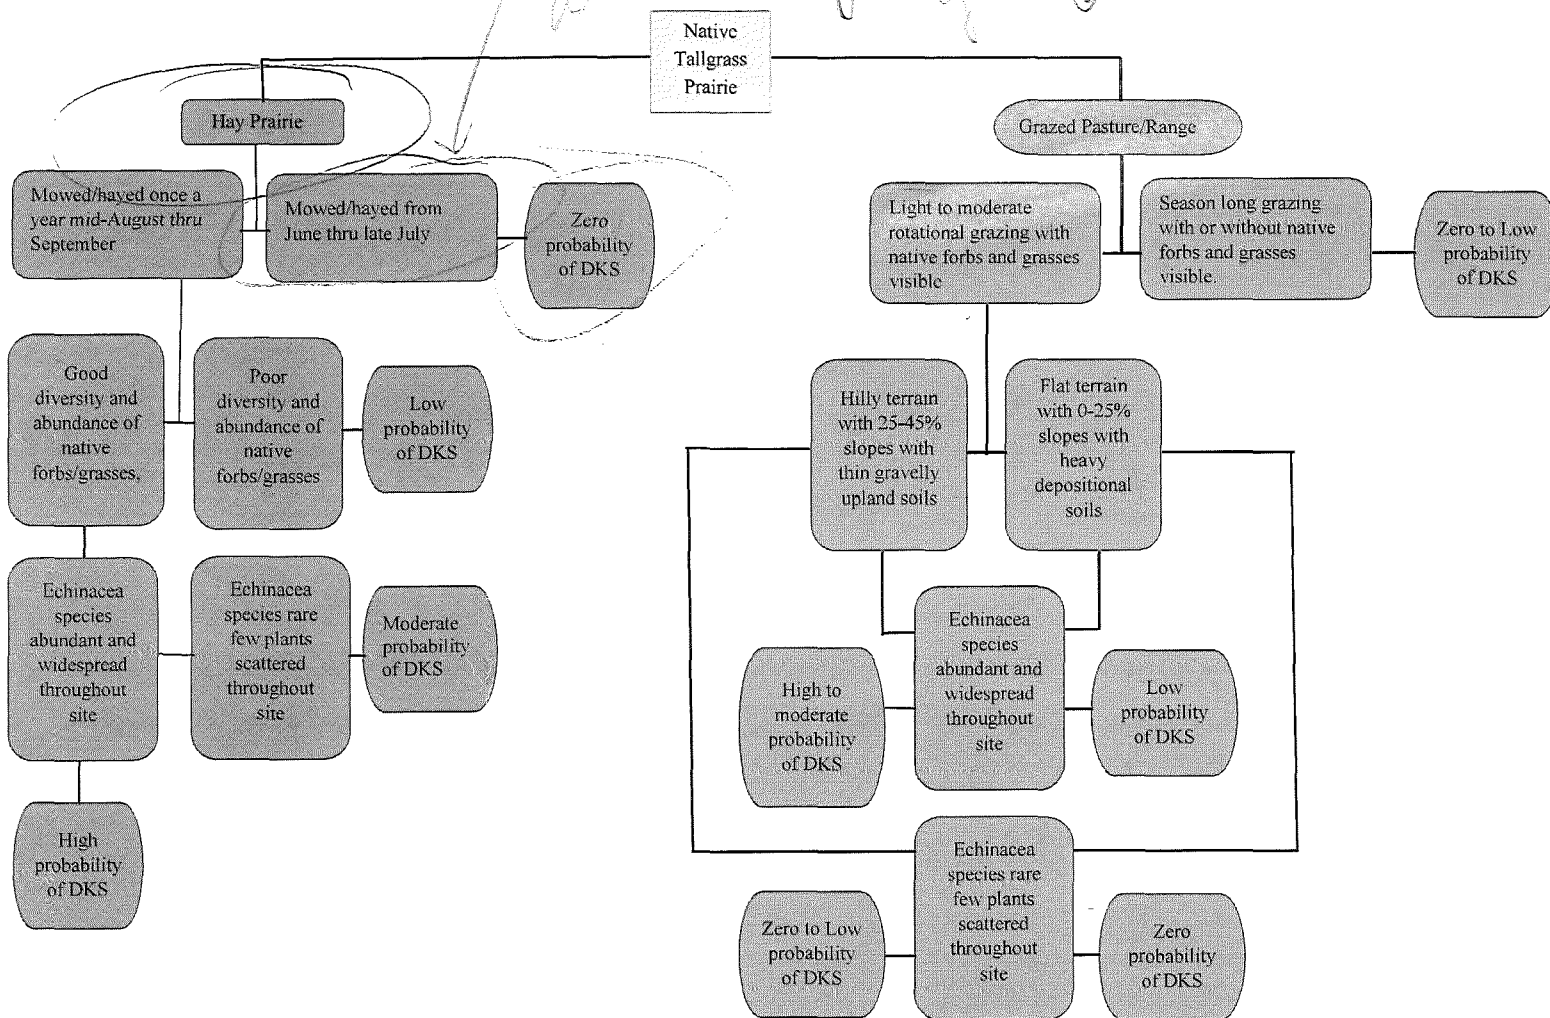 Native
Tallgrass
Prairie
Hay Prairie
Grazed Pasture/Range
Mowed/hayed once a
year mid-August thru
September
Mowed/hayed from
June thru late July
Zero
probability
of DKS
Light to moderate
rotational grazing with
native forbs and grasses
visible
Season long grazing
with or without native
forbs and grasses
visible.
Zero to Low
probability
of DKS
Good
diversity and
abundance of
native
forbs/grasses,
Poor
diversity and
abundance of
native
forbs/grasses
Low
probability
of DKS
Hilly terrain
with 25-45%
slopes with
thin gravelly
upland soils
Flat terrain
with 0-25%
slopes with
heavy
depositional
soils
Echinacea
species
abundant and
widespread
throughout
site
Echinacea
species rare
few plants
scattered
throughout
site
Moderate
probability
of DKS
Echinacea
species
abundant and
widespread
throughout
site
High to
moderate
probability
of DKS
Low
probability
of DKS
High
probability
of DKS
Echinacea
species rare
few plants
scattered
throughout
site
Zero to Low
probability
of DKS
Zero
probability
of DKS